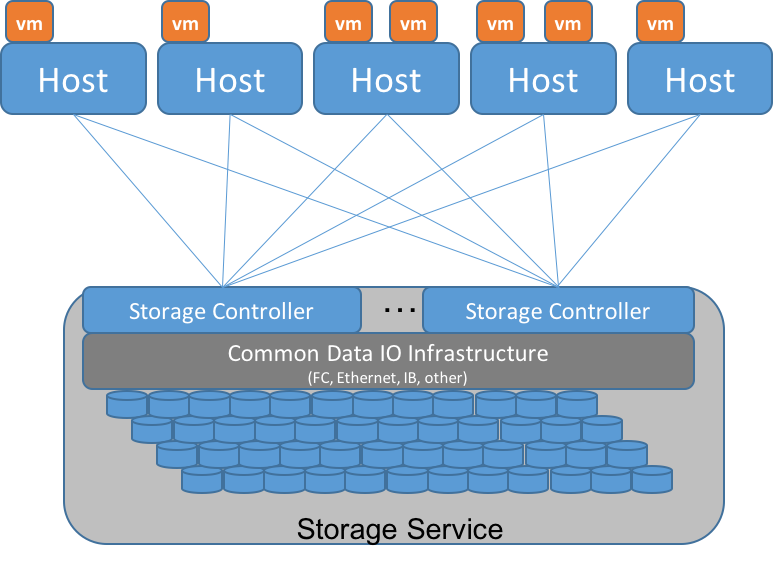 vm vm vm vm vm vm vm
Host Host Host Host Host
Storage Controller ... Storage Controller
Common Data IO Infrastructure
(FC, Ethernet, IB, other)
Storage Service